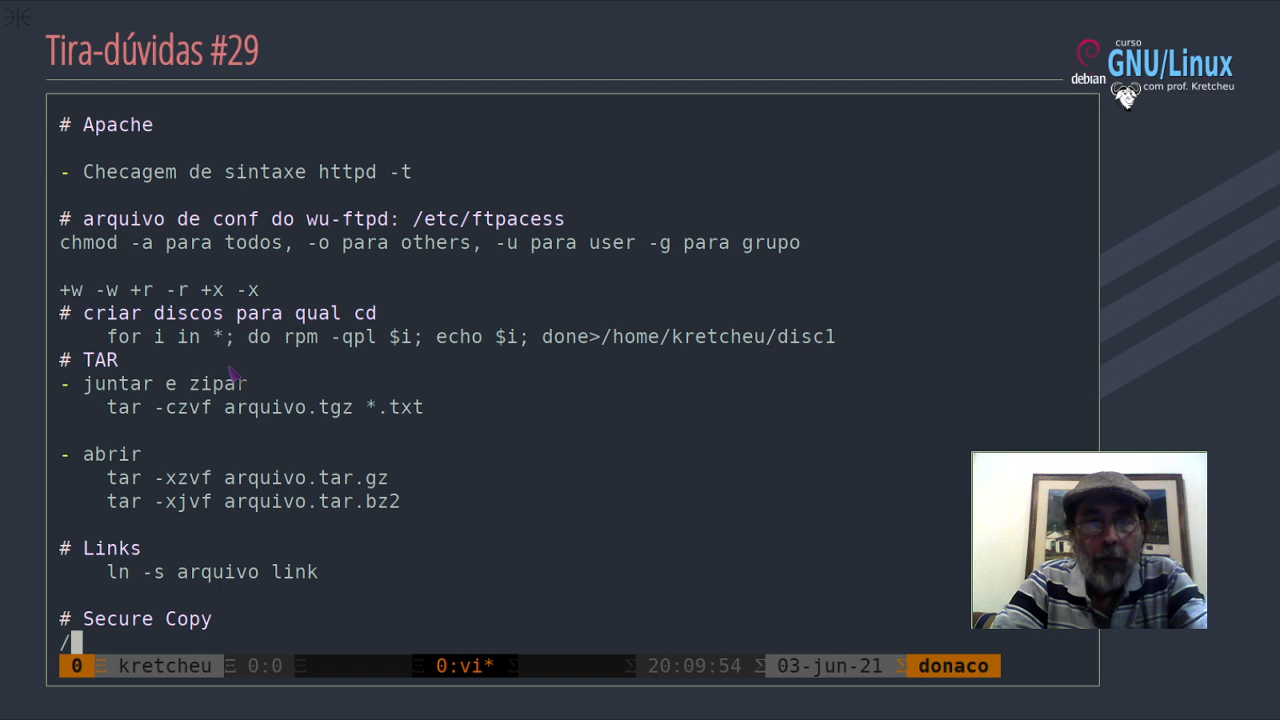 Tira-dúvidas #29
curso
GNU/Linux
debian
com prof. Kretcheu
# Apache
- Checagem de sintaxe httpd -t
# arquivo de conf do wu-ftpd: /etc/ftpacess
chmod -a para todos, -o para others, -u para user -g para grupo
+w -w +r -r +x -x
# criar discos para qual cd
for i in *; do rpm -qpl $i; echo $i; done>/home/kretcheu/disc1
# TAR
- juntar e zipar
tar -czvf arquivo.tgz *.txt
- abrir
tar -xzvf arquivo.tar.gz
tar -xjvf arquivo.tar.bz2
# Links
ln -s arquivo link
# Secure Copy
/
0 Ξ kretcheu Ξ 0:0 Ξ Ξ 0:vi* Σ Σ 20:09:54 Σ 03-jun-21 Σ donaco